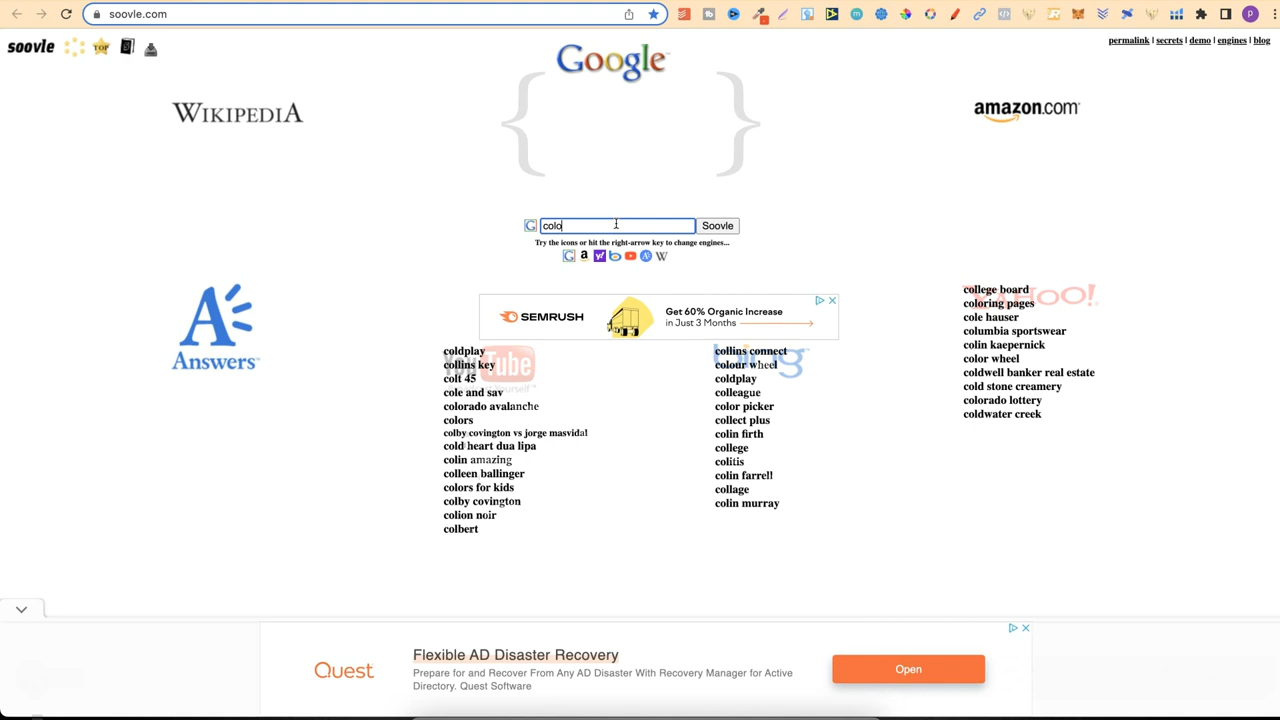 soovle.com
soovle
TOP
permalink | secrets | demo | engines | blog
Google
WIKIPEDIA
amazon.com
colo
Soovle
Try the icons or hit the right-arrow key to change engines...
Answers
SEMRUSH
Get 60% Organic Increase
in Just 3 Months
YAHOO!
college board
coloring pages
cole hauser
columbia sportswear
colin kaepernick
color wheel
coldwell banker real estate
cold stone creamery
colorado lottery
coldwater creek
YouTube
coldplay
collins key
colt 45
cole and sav
colorado avalanche
colors
colby covington vs jorge masvidal
cold heart dua lipa
colin amazing
colleen ballinger
colors for kids
colby covington
colion noir
colbert
bing
collins connect
colour wheel
coldplay
colleague
color picker
collect plus
colin firth
college
colitis
colin farrell
collage
colin murray
Quest
Flexible AD Disaster Recovery
Prepare for and Recover From Any AD Disaster With Recovery Manager for Active
Directory. Quest Software
Open